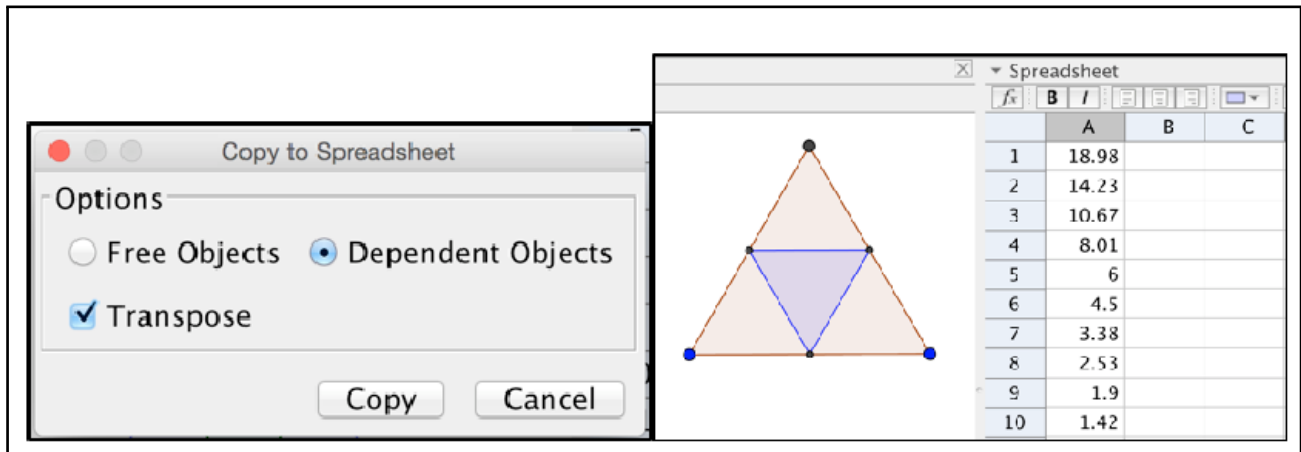 Copy to Spreadsheet
Options
Free Objects Dependent Objects
Transpose
Copy Cancel
Spreadsheet
fx B I
A B C
1 18.98
2 14.23
3 10.67
4 8.01
5 6
6 4.5
7 3.38
8 2.53
9 1.9
10 1.42